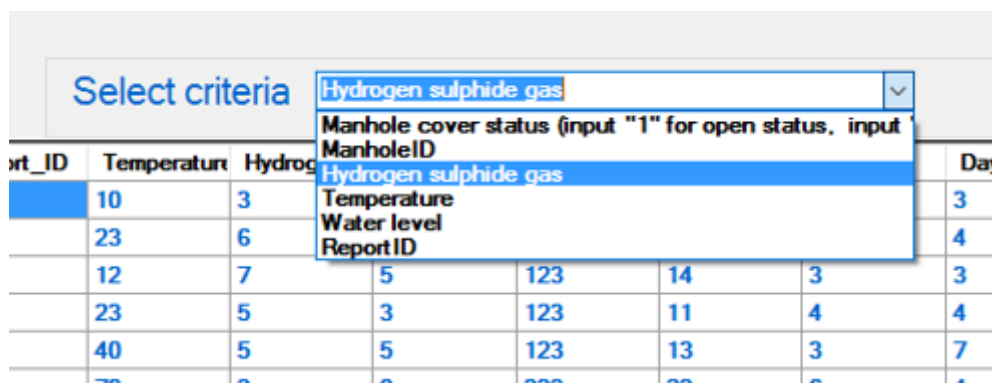 Select criteria Hydrogen sulphide gas
Manhole cover status (input "1" for open status, input "
ManholeID
ort_ID Temperature Hydrog Hydrogen sulphide gas Day
10 3 Temperature 3
23 6 Water level 4
ReportID
12 7 5 123 14 3 3
23 5 3 123 11 4 4
40 5 5 123 13 3 7